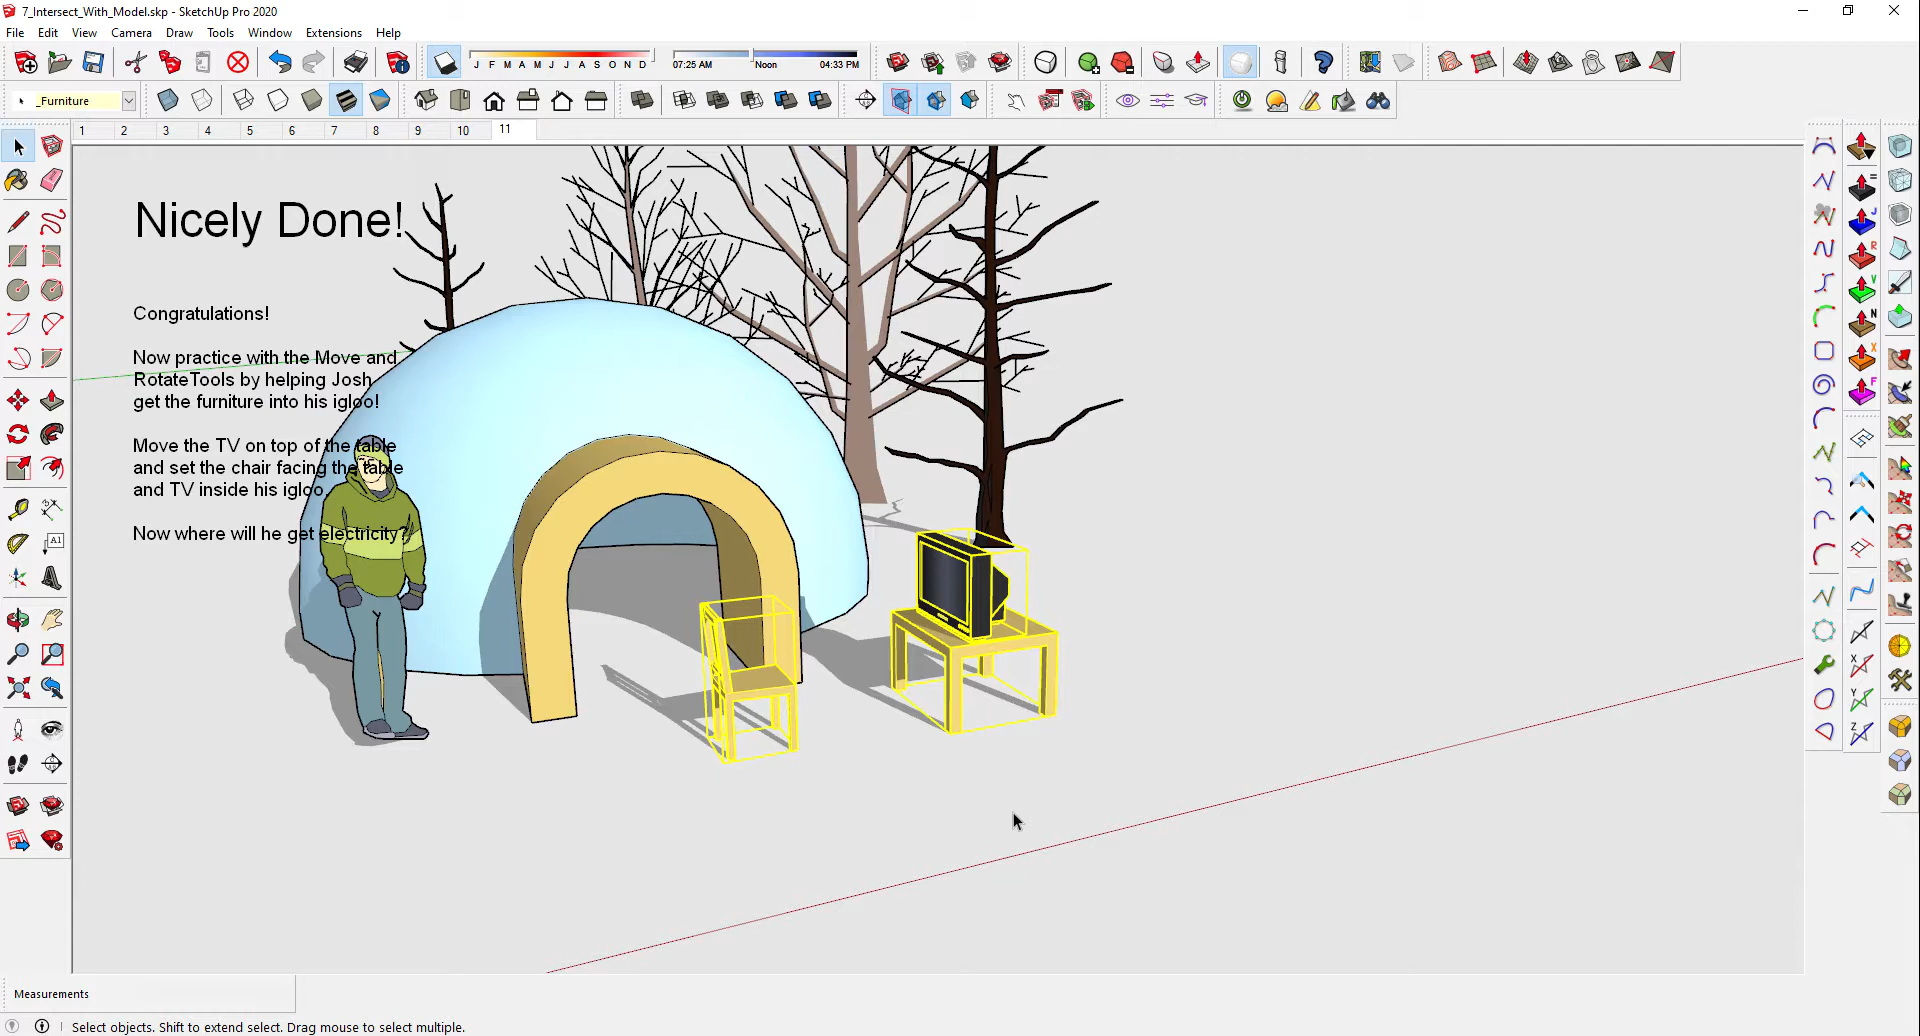 7_Intersect_With_Model.skp - SketchUp Pro 2020
File Edit View Camera Draw Tools Window Extensions Help
J F M A M J J A S O N D 07:25 AM Noon 04:33 PM
_Furniture
1 2 3 4 5 6 7 8 9 10 11
Nicely Done!
Congratulations!
Now practice with the Move and
RotateTools by helping Josh
get the furniture into his igloo!
Move the TV on top of the table
and set the chair facing the table
and TV inside his igloo.
Now where will he get electricity?
Measurements
Select objects. Shift to extend select. Drag mouse to select multiple.